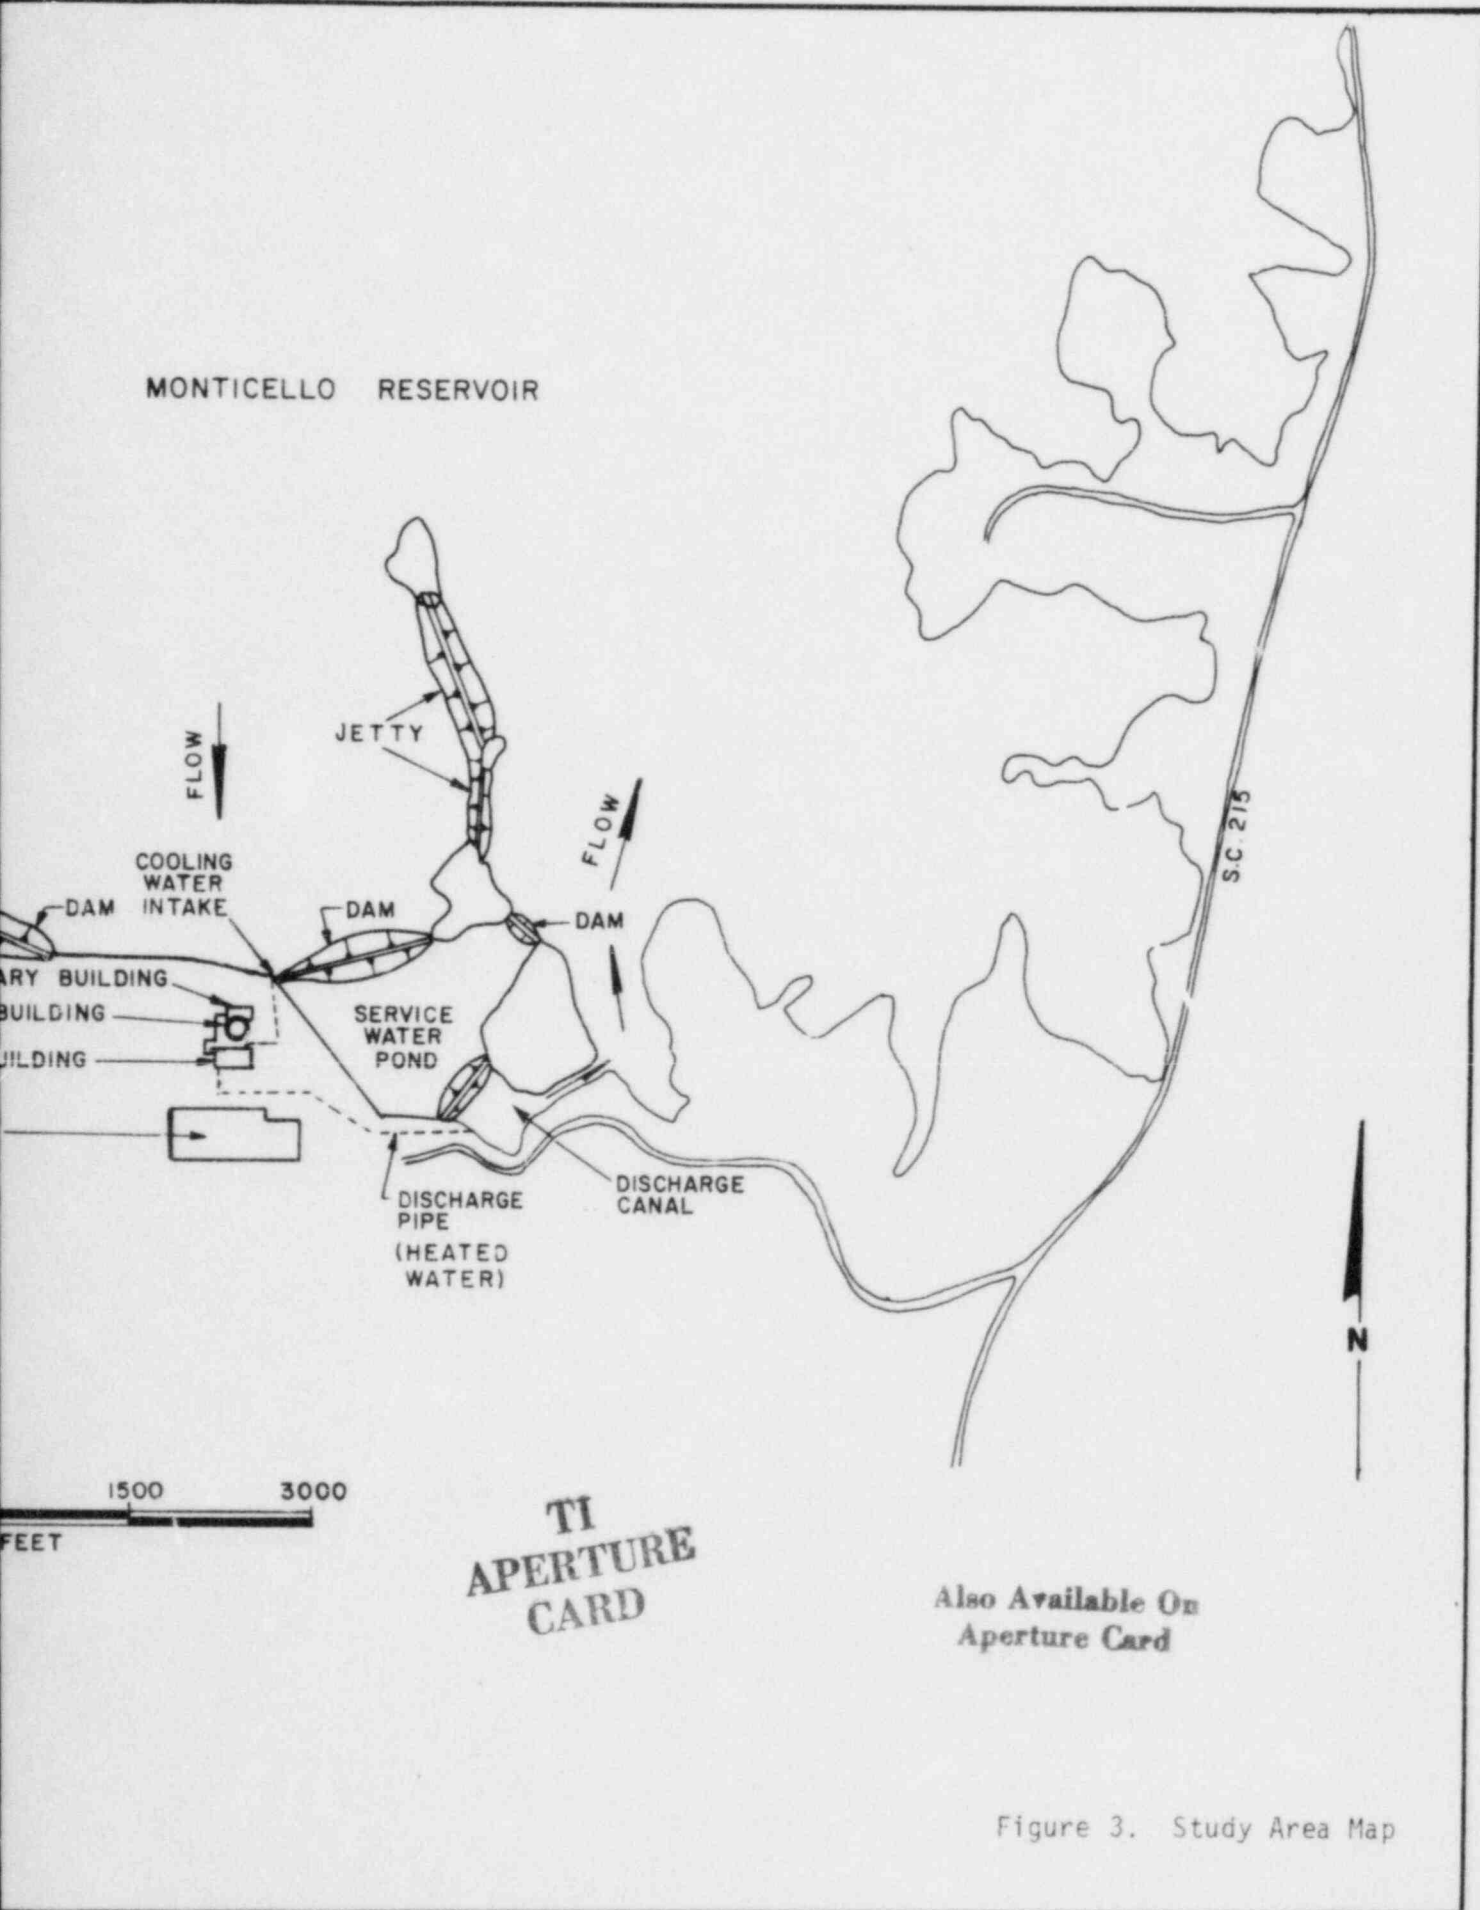 MONTICELLO RESERVOIR
JETTY
FLOW
FLOW
COOLING
WATER
INTAKE
DAM
DAM
DAM
ARY BUILDING
BUILDING
UILDING
SERVICE
WATER
POND
S.C. 215
DISCHARGE
PIPE
(HEATED
WATER)
DISCHARGE
CANAL
N
1500 3000
FEET
TI
APERTURE
CARD
Also Available On
Aperture Card
Figure 3. Study Area Map